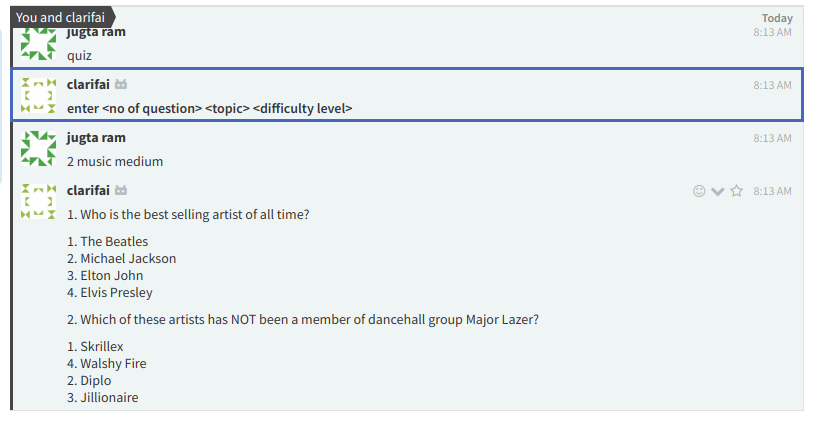 You and clarifai
Today
jugta ram 8:13 AM
quiz
clarifai 8:13 AM
enter <no of question> <topic> <difficulty level>
jugta ram 8:13 AM
2 music medium
clarifai 8:13 AM
1. Who is the best selling artist of all time?
1. The Beatles
2. Michael Jackson
3. Elton John
4. Elvis Presley
2. Which of these artists has NOT been a member of dancehall group Major Lazer?
1. Skrillex
4. Walshy Fire
2. Diplo
3. Jillionaire